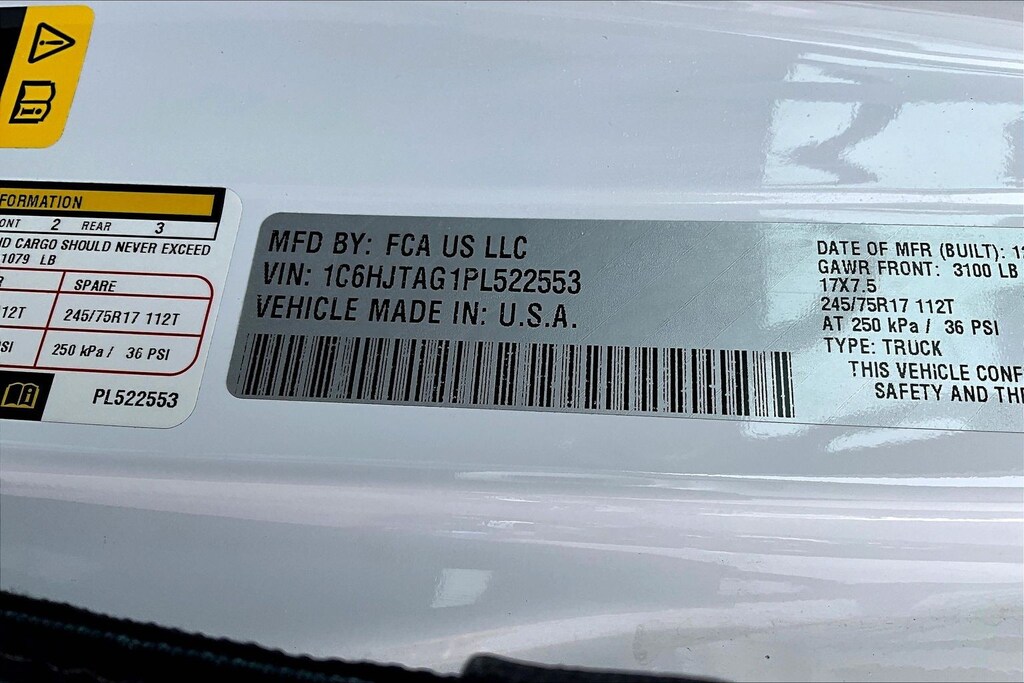 FORMATION
ONT 2 REAR 3
CARGO SHOULD NEVER EXCEED
1079 LB
SPARE
12T 245/75R17 112T
SI 250 kPa / 36 PSI
PL522553
MFD BY: FCA US LLC
VIN: 1C6HJTAG1PL522553
VEHICLE MADE IN: U.S.A.
DATE OF MFR (BUILT): 12
GAWR FRONT: 3100 LB
17X7.5
245/75R17 112T
AT 250 kPa / 36 PSI
TYPE: TRUCK
THIS VEHICLE CONF
SAFETY AND THE